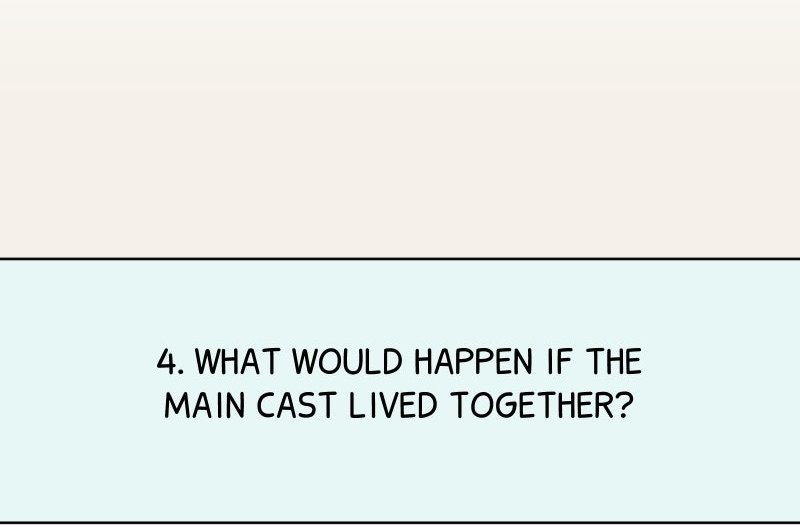 4. WHAT WOULD HAPPEN IF THE
MAIN CAST LIVED TOGETHER?